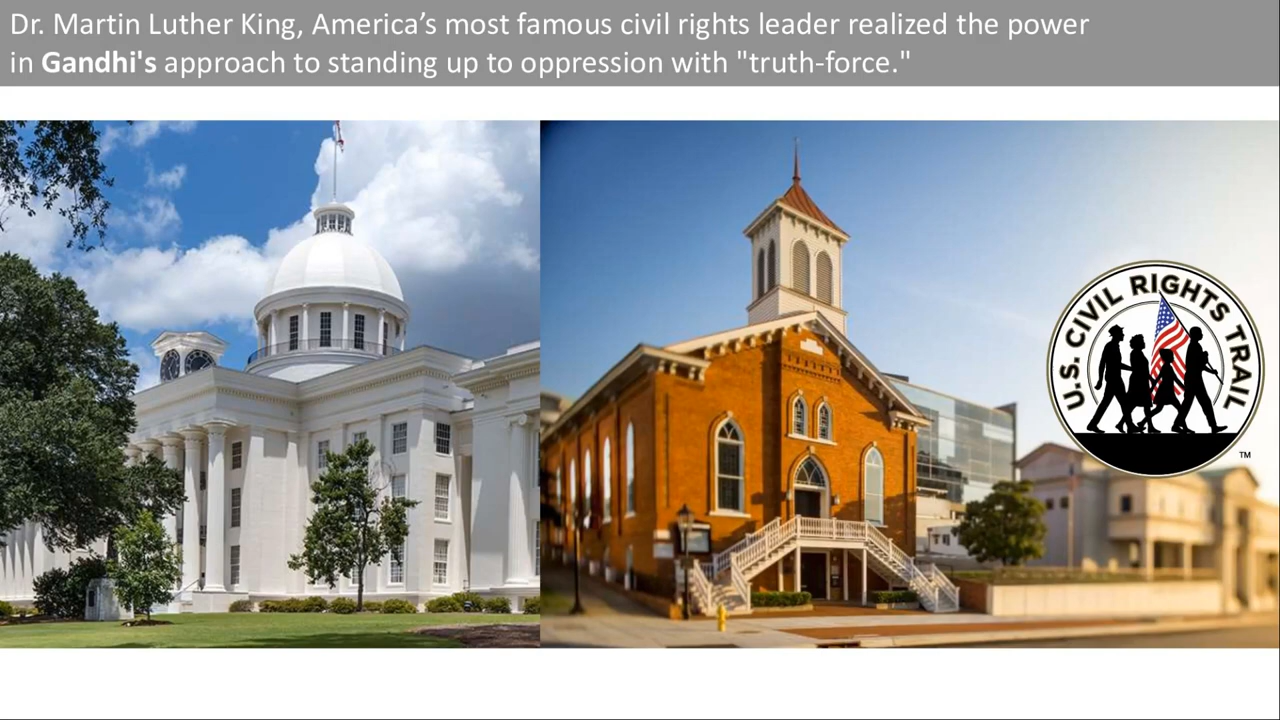 Dr. Martin Luther King, America’s most famous civil rights leader realized the power
in Gandhi's approach to standing up to oppression with "truth-force."
U.S. CIVIL RIGHTS TRAIL
TM